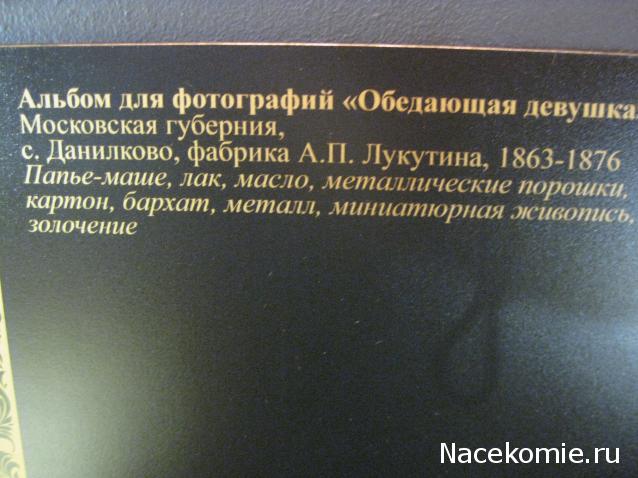 Альбом для фотографий «Обедающая девушка
Московская губерния,
с. Данилково, фабрика А.П. Лукутина, 1863-1876
Папье-маше, лак, масло, металлические порошки,
картон, бархат, металл, миниатюрная живопись,
золочение
Nacekomie.ru